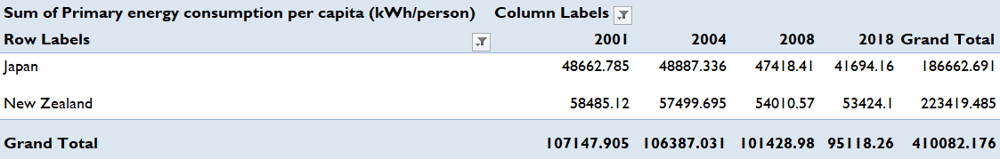 Sum of Primary energy consumption per capita (kWh/person) Column Labels
Row Labels 2001 2004 2008 2018 Grand Total
Japan 48662.785 48887.336 47418.41 41694.16 186662.691
New Zealand 58485.12 57499.695 54010.57 53424.1 223419.485
Grand Total 107147.905 106387.031 101428.98 95118.26 410082.176